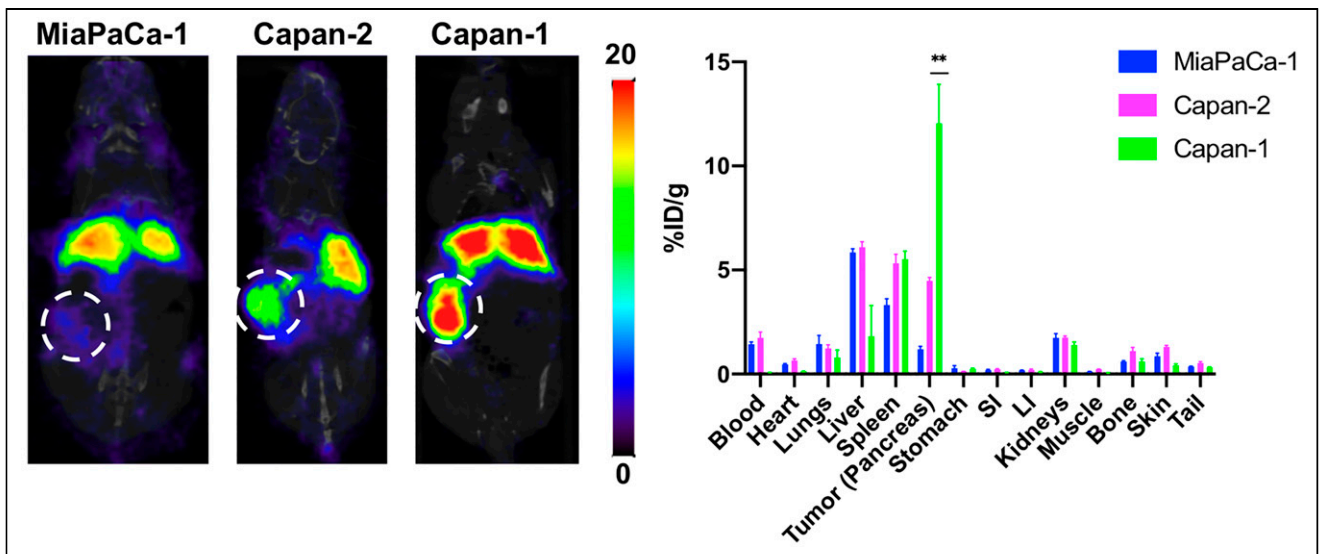 MiaPaCa-1
Capan-2
Capan-1
20
0
%ID/g
15
10
5
0
**
MiaPaCa-1
Capan-2
Capan-1
Blood
Heart
Lungs
Liver
Spleen
Tumor (Pancreas)
Stomach
SI
LI
Kidneys
Muscle
Bone
Skin
Tail